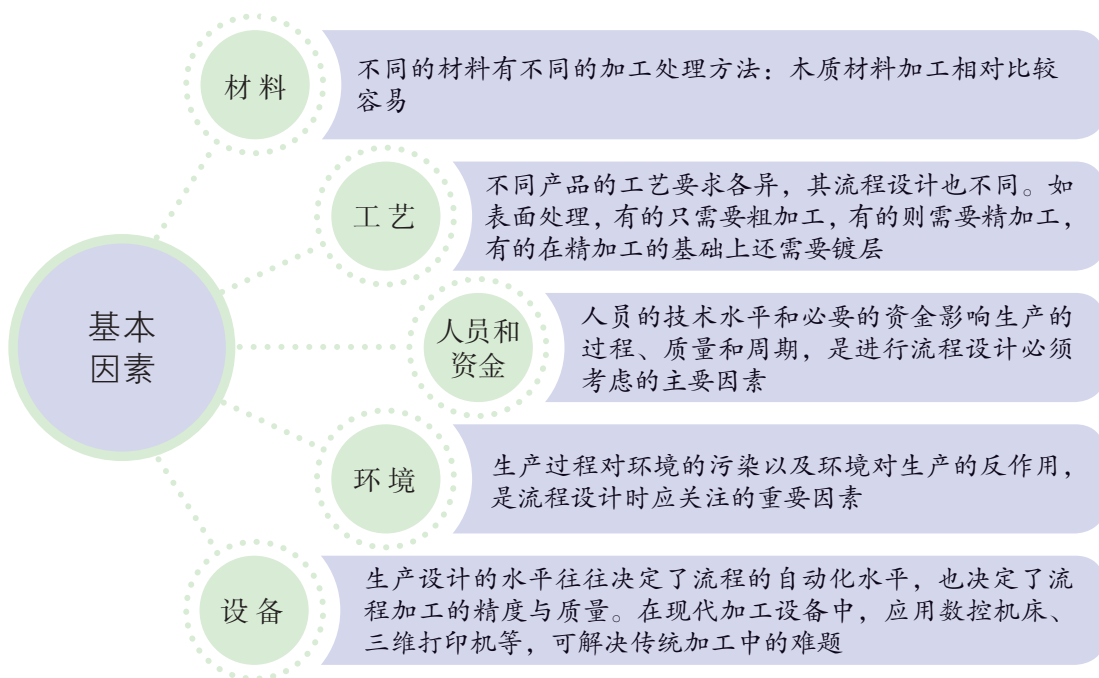 材料
不同的材料有不同的加工处理方法：木质材料加工相对比较
容易
工艺
不同产品的工艺要求各异，其流程设计也不同。如
表面处理，有的只需要粗加工，有的则需要精加工，
有的在精加工的基础上还需要镀层
基本
因素
人员和
资金
人员的技术水平和必要的资金影响生产的
过程、质量和周期，是进行流程设计必须
考虑的主要因素
环境
生产过程对环境的污染以及环境对生产的反作用，
是流程设计时应关注的重要因素
设备
生产设计的水平往往决定了流程的自动化水平，也决定了流
程加工的精度与质量。在现代加工设备中，应用数控机床、
三维打印机等，可解决传统加工中的难题